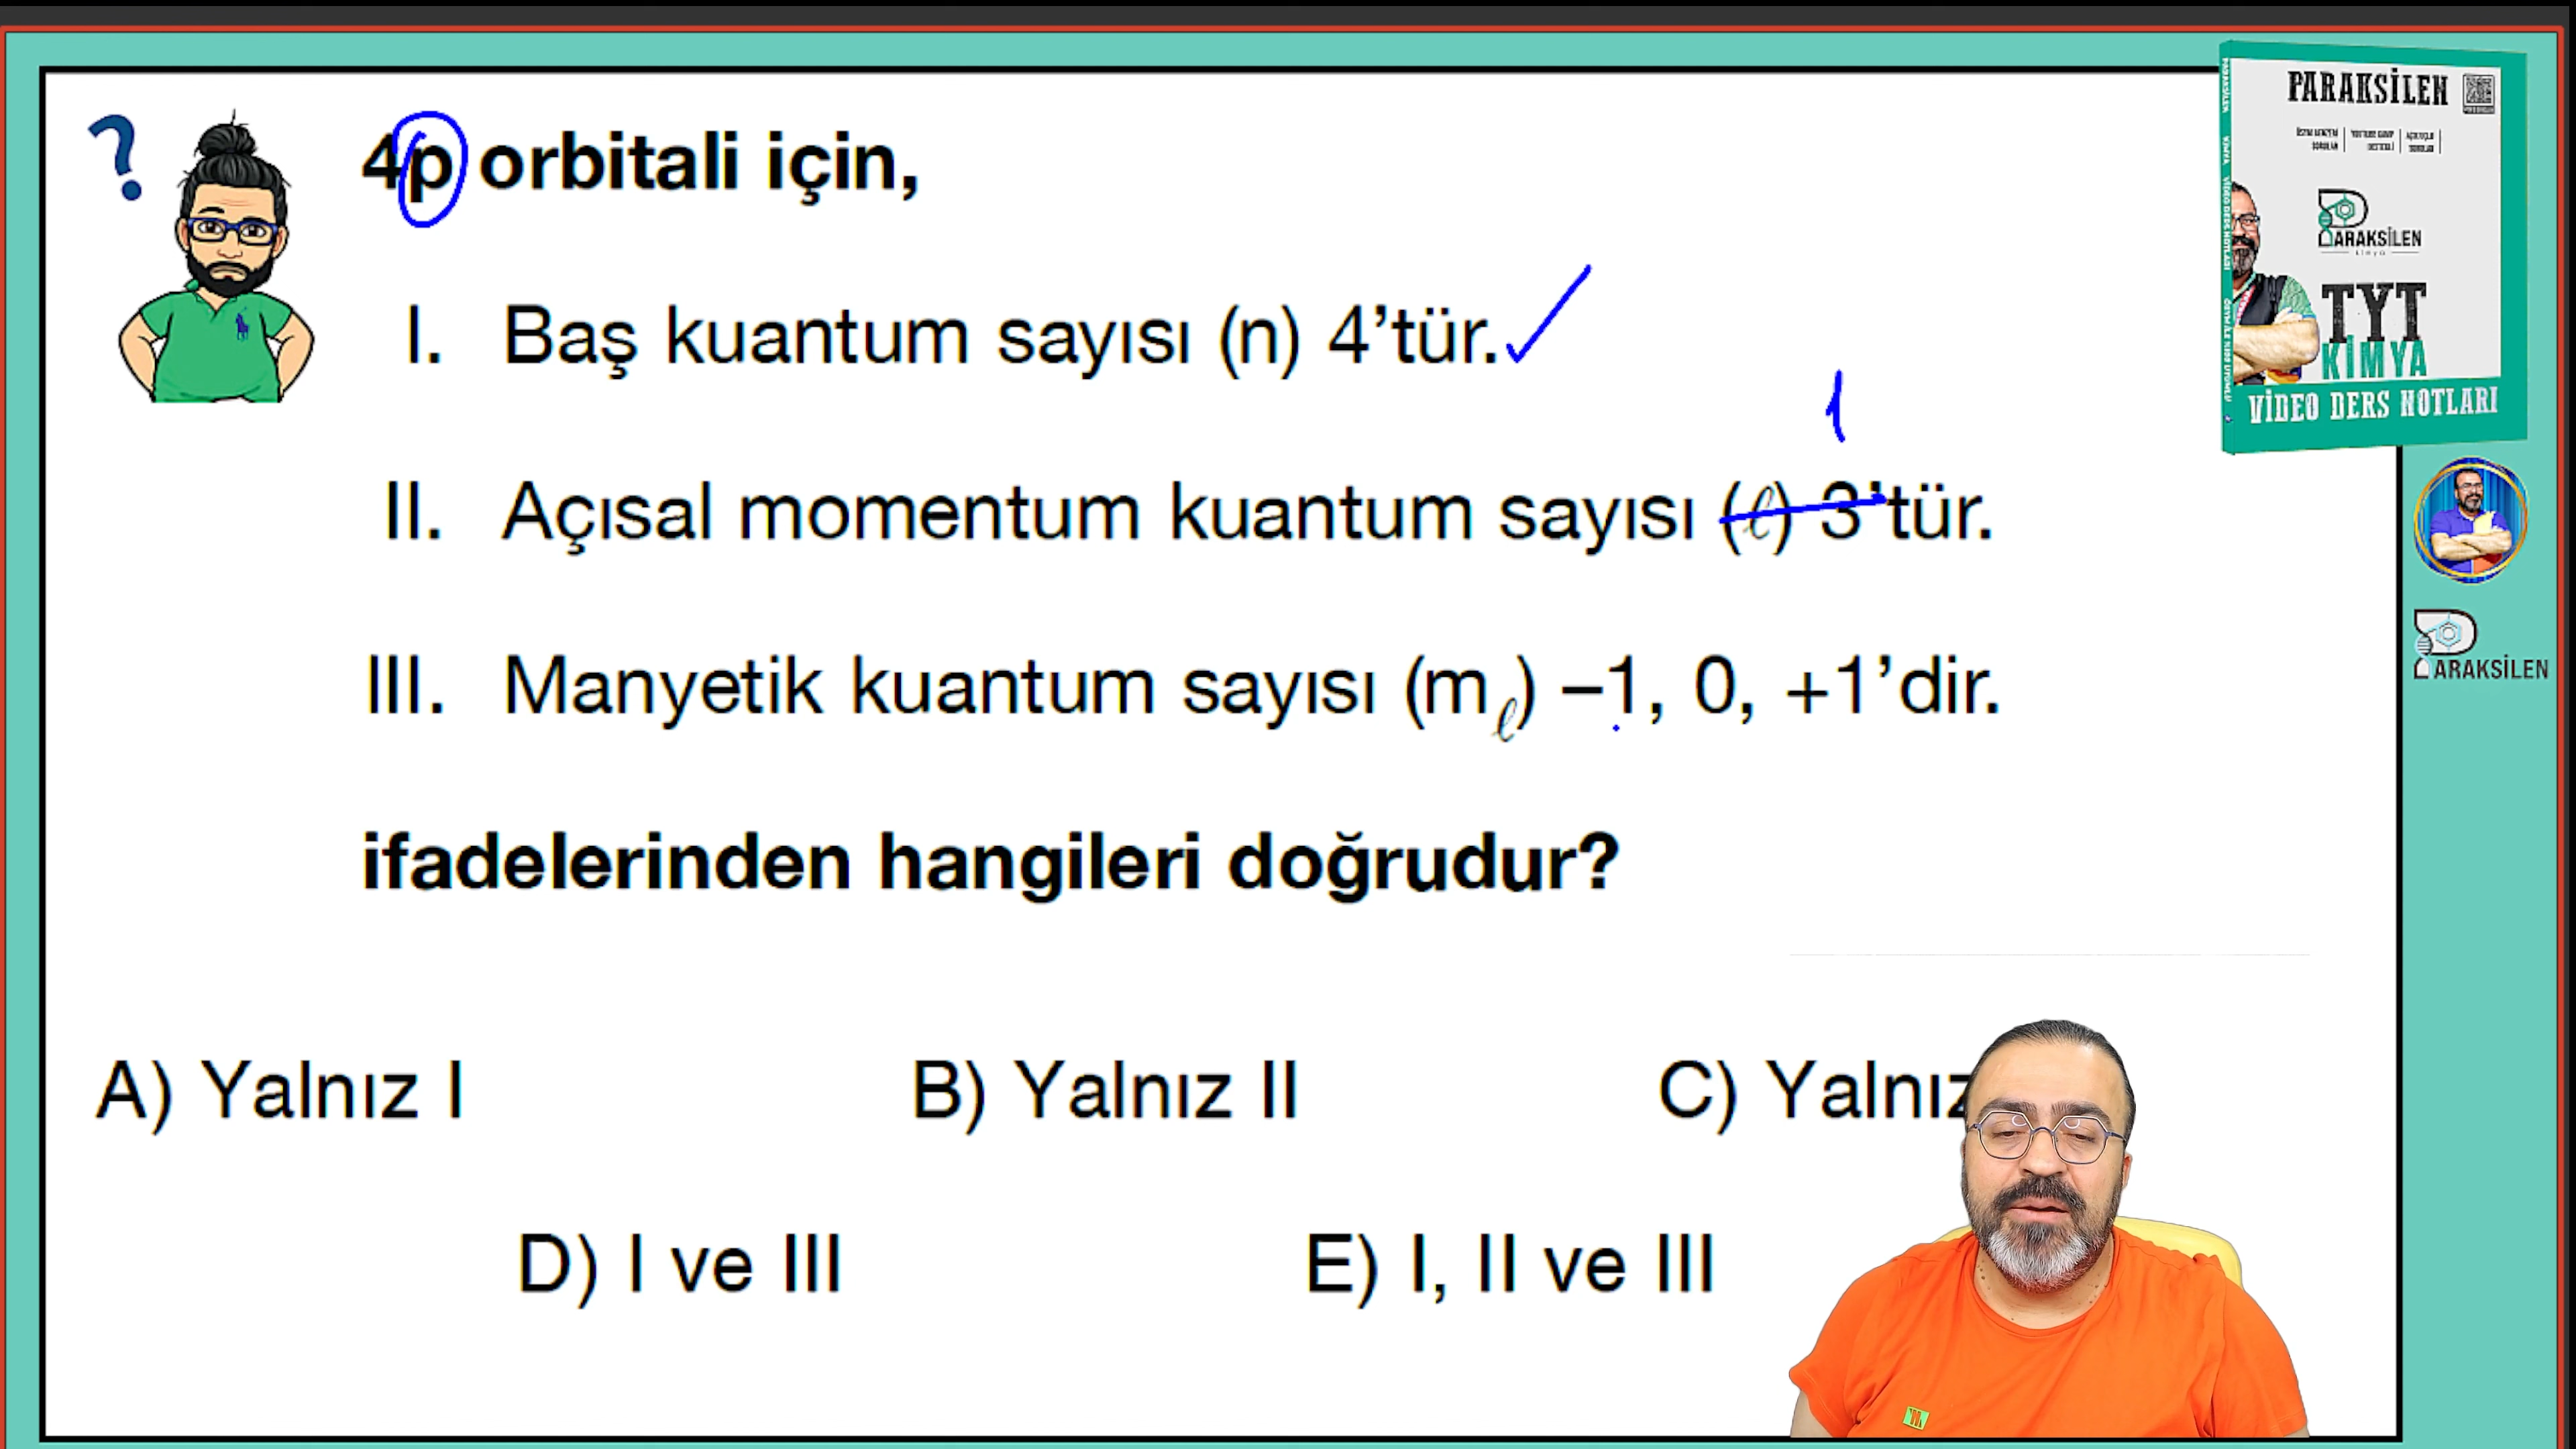 4p orbitali için,
I. Baş kuantum sayısı (n) 4’tür.
1
II. Açısal momentum kuantum sayısı (ℓ) 3’tür.
III. Manyetik kuantum sayısı (mℓ) –1, 0, +1’dir.
ifadelerinden hangileri doğrudur?
A) Yalnız I
B) Yalnız II
C) Yalnız
D) I ve III
E) I, II ve III
PARAKSİLEN
PARAKSİLEN
kimya
TYT
KİMYA
VİDEO DERS NOTLARI
PARAKSİLEN